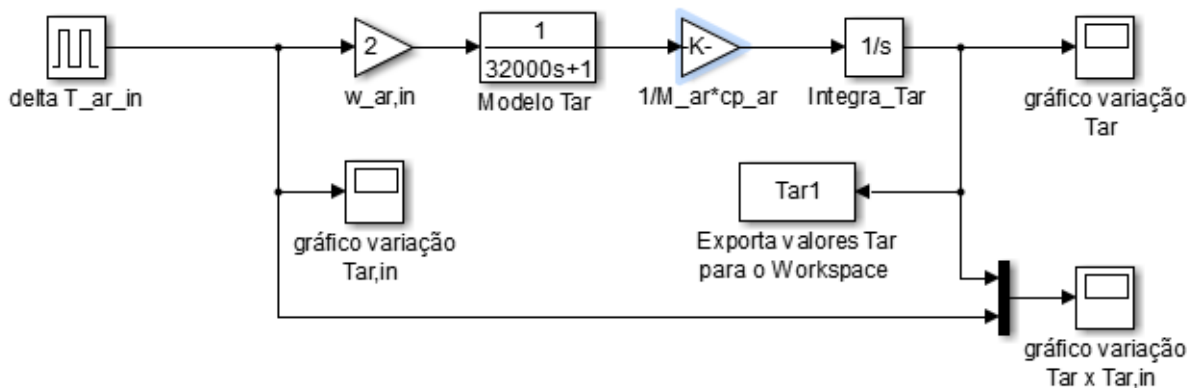 delta T_ar_in
2
w_ar,in
1
32000s+1
Modelo Tar
-K-
1/M_ar*cp_ar
1/s
Integra_Tar
gráfico variação
Tar
gráfico variação
Tar,in
Tar1
Exporta valores Tar
para o Workspace
gráfico variação
Tar x Tar,in